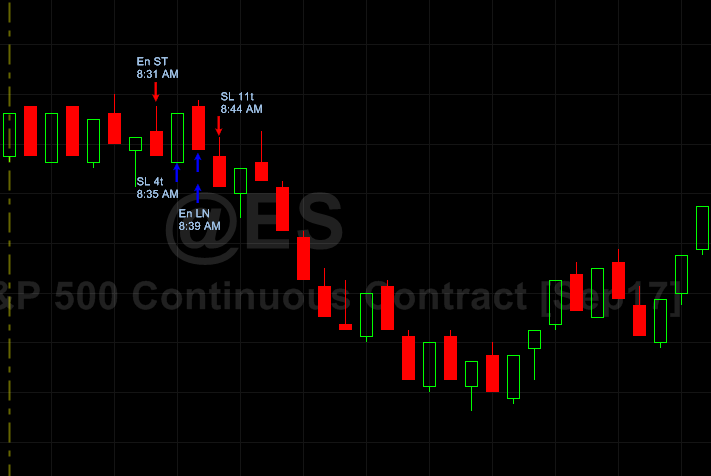 En ST
8:31 AM
SL 11t
8:44 AM
SL 4t
8:35 AM
En LN
8:39 AM
@ES
&P 500 Continuous Contract [Sep17]